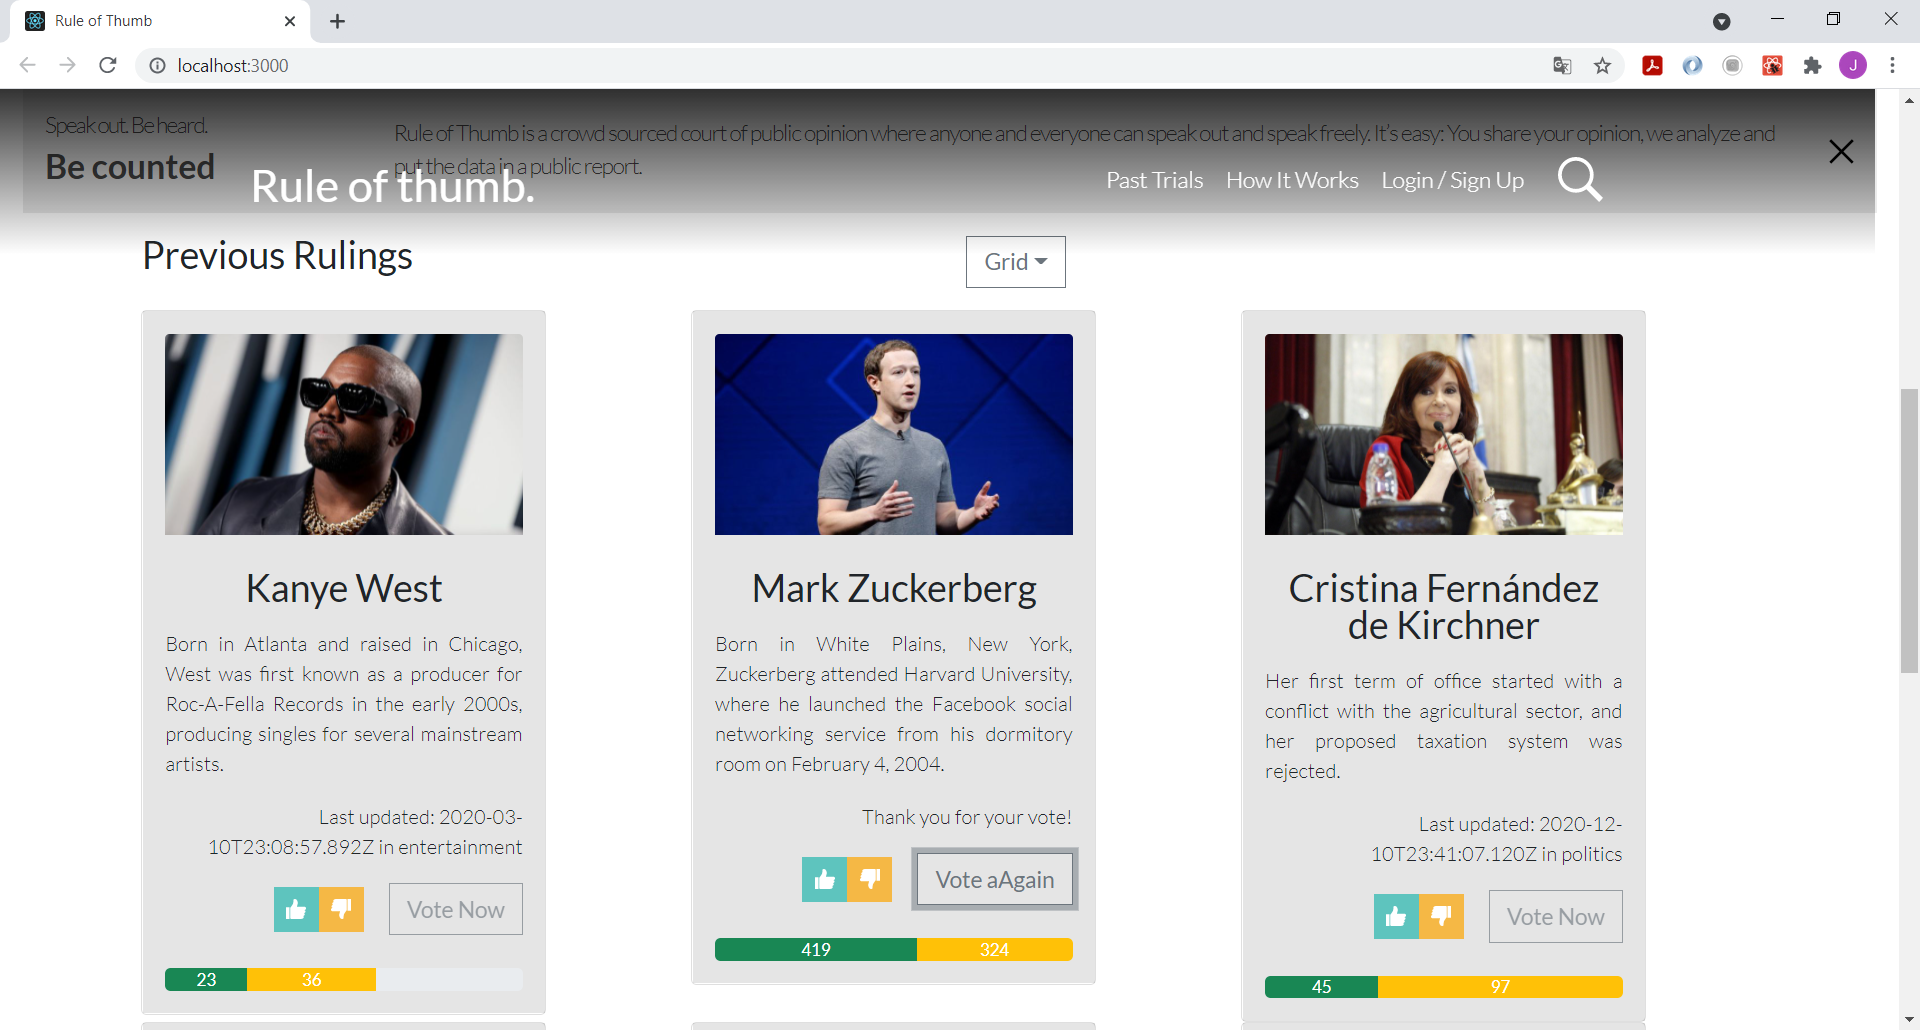 Rule of Thumb
localhost:3000
J
Speak out. Be heard.
Be counted
Rule of Thumb is a crowd sourced court of public opinion where anyone and everyone can speak out and speak freely. It's easy: You share your opinion, we analyze and
put the data in a public report.
Rule of thumb.
Past Trials
How It Works
Login / Sign Up
Previous Rulings
Grid
Kanye West
Born in Atlanta and raised in Chicago,
West was first known as a producer for
Roc-A-Fella Records in the early 2000s,
producing singles for several mainstream
artists.
Last updated: 2020-03-
10T23:08:57.892Z in entertainment
Vote Now
23
36
Mark Zuckerberg
Born in White Plains, New York,
Zuckerberg attended Harvard University,
where he launched the Facebook social
networking service from his dormitory
room on February 4, 2004.
Thank you for your vote!
Vote aAgain
419
324
Cristina Fernández
de Kirchner
Her first term of office started with a
conflict with the agricultural sector, and
her proposed taxation system was
rejected.
Last updated: 2020-12-
10T23:41:07.120Z in politics
Vote Now
45
97